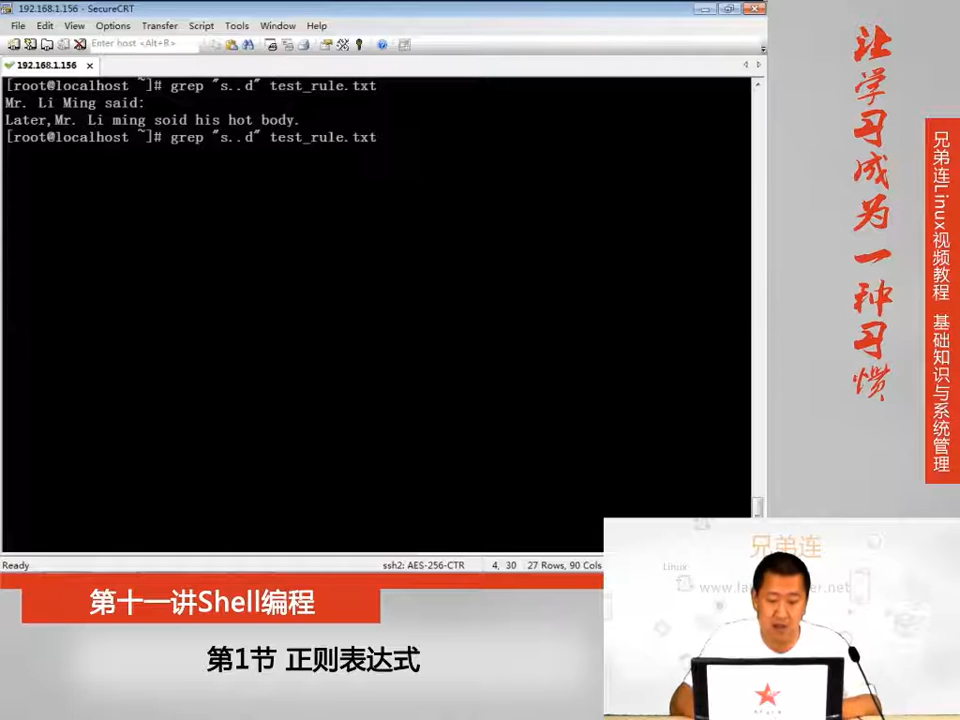 192.168.1.156 - SecureCRT
File Edit View Options Transfer Script Tools Window Help
Enter host <Alt+R>
192.168.1.156
[root@localhost ~]# grep "s..d" test_rule.txt
Mr. Li Ming said:
Later,Mr. Li ming soid his hot body.
[root@localhost ~]# grep "s..d" test_rule.txt
Ready
ssh2: AES-256-CTR
4, 30
27 Rows, 90 Cols
让学习成为一种习惯
兄弟连Linux视频教程 基础知识与系统管理
第十一讲Shell编程
第1节 正则表达式
兄弟连
Linux